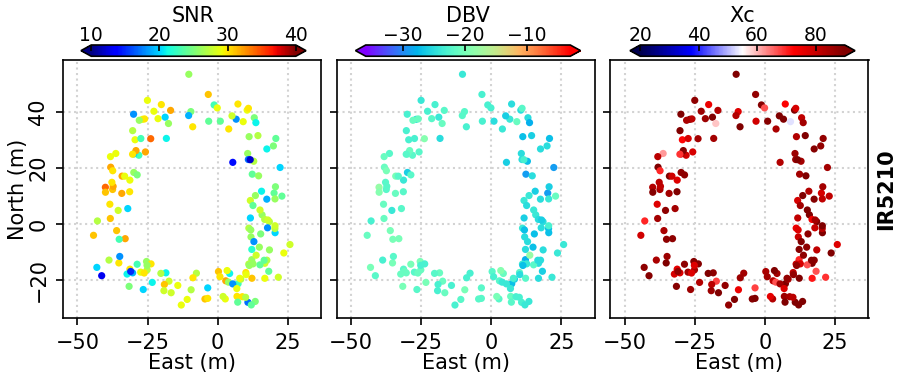 SNR DBV Xc
10 20 30 40 −30 −20 −10 20 40 60 80
40
20
0
−20
North (m)
IR5210
−50 −25 0 25 −50 −25 0 25 −50 −25 0 25
East (m) East (m) East (m)